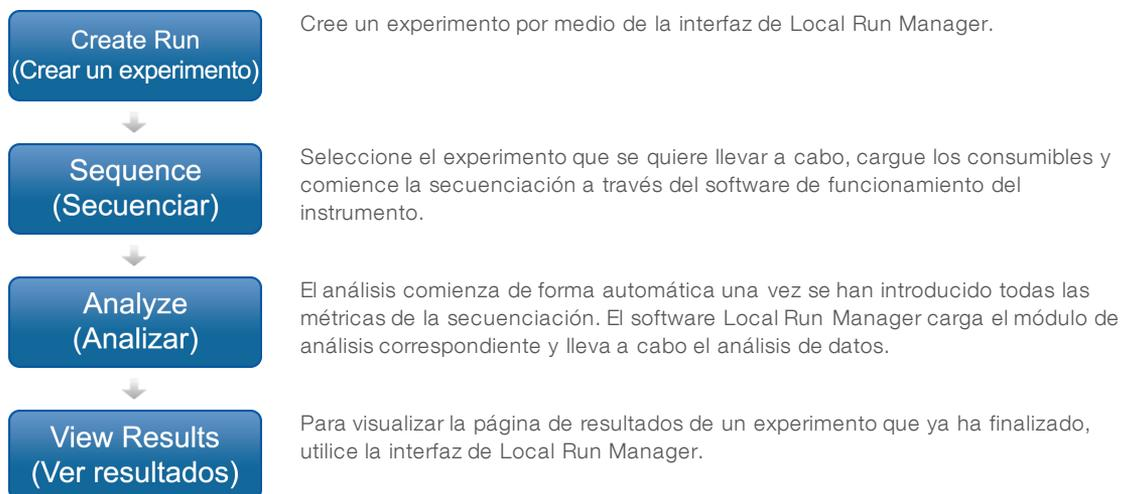 Create Run
(Crear un experimento)
Cree un experimento por medio de la interfaz de Local Run Manager.
Sequence
(Secuenciar)
Seleccione el experimento que se quiere llevar a cabo, cargue los consumibles y
comience la secuenciación a través del software de funcionamiento del
instrumento.
Analyze
(Analizar)
El análisis comienza de forma automática una vez se han introducido todas las
métricas de la secuenciación. El software Local Run Manager carga el módulo de
análisis correspondiente y lleva a cabo el análisis de datos.
View Results
(Ver resultados)
Para visualizar la página de resultados de un experimento que ya ha finalizado,
utilice la interfaz de Local Run Manager.